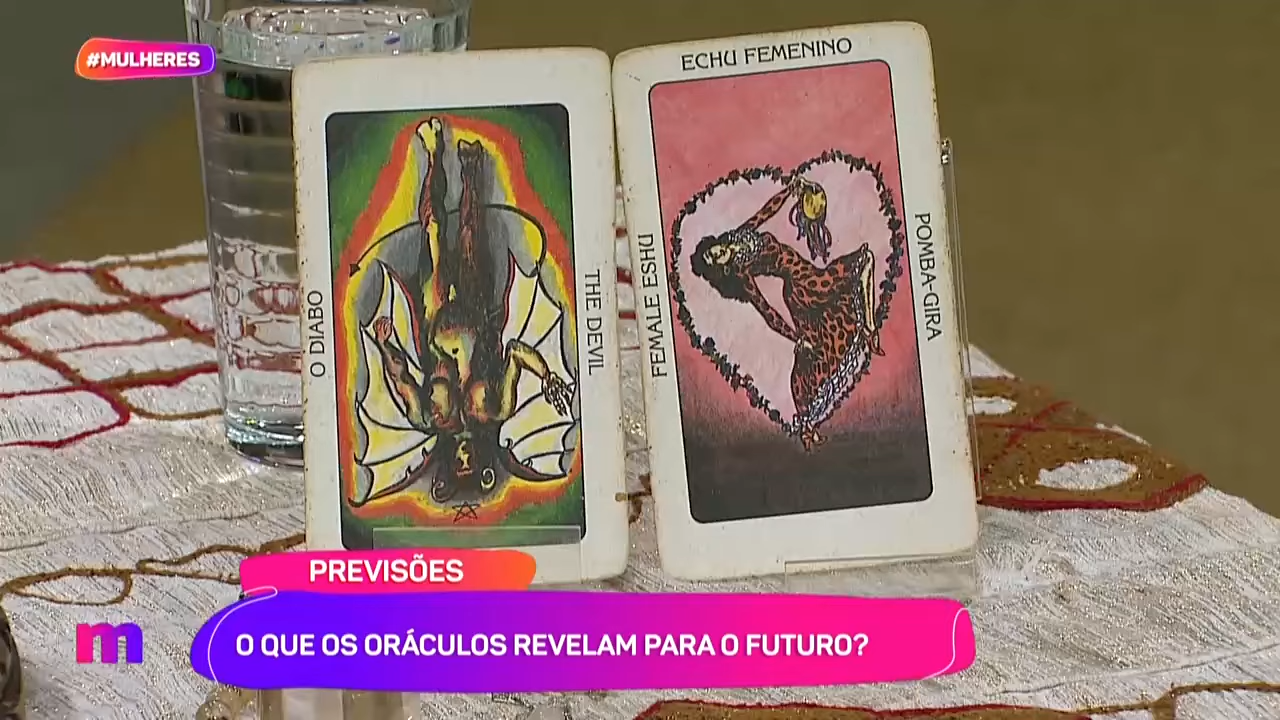 #MULHERES
O DIABO
THE DEVIL
ECHU FEMENINO
FEMALE ESHU
POMBA-GIRA
PREVISÕES
m
O QUE OS ORÁCULOS REVELAM PARA O FUTURO?